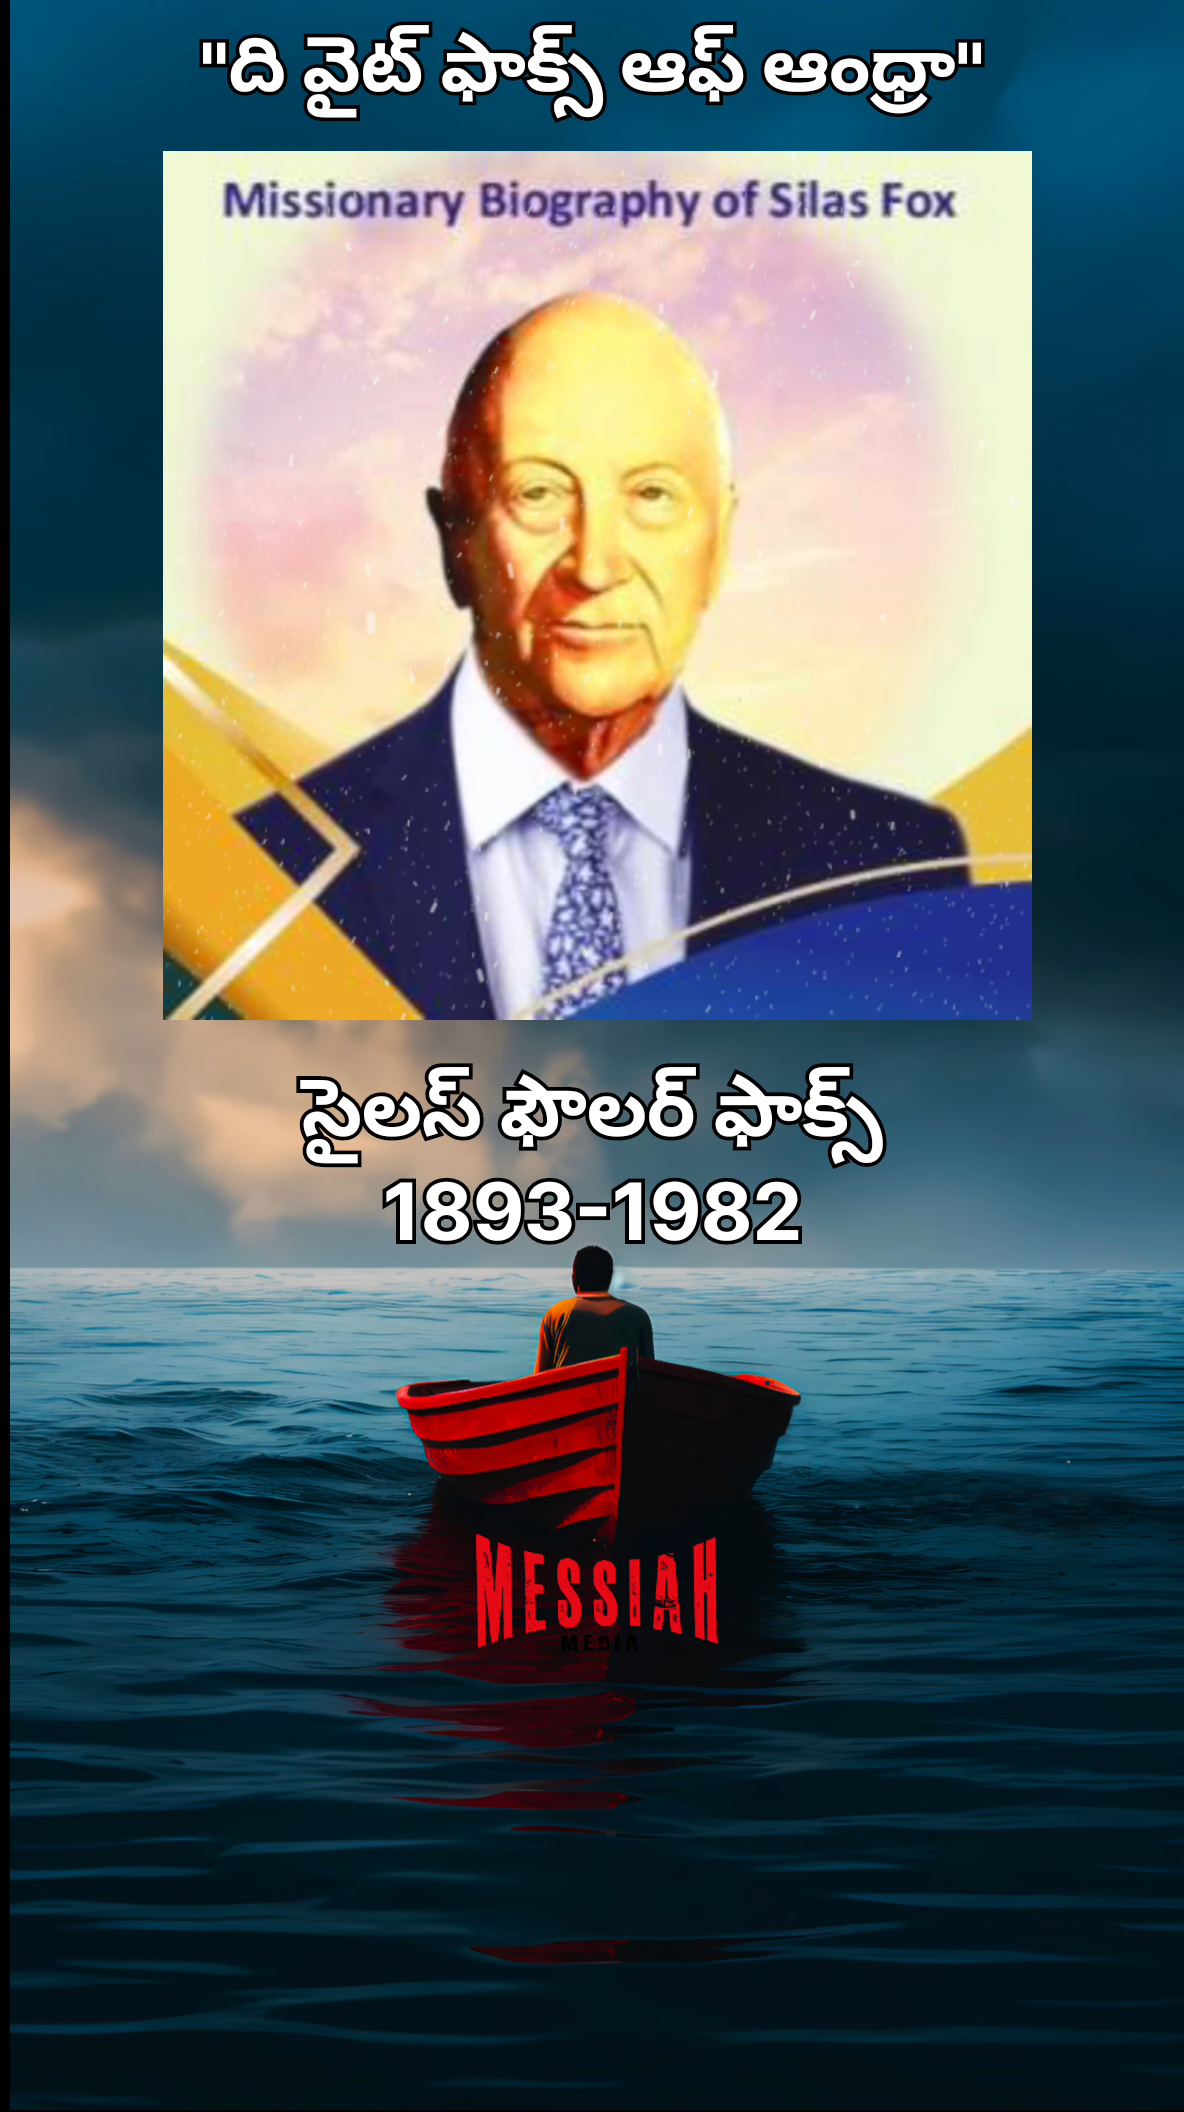 "ది వైట్ ఫాక్స్ ఆఫ్ ఆంధ్రా"
Missionary Biography of Silas Fox
సైలస్ ఫౌలర్ ఫాక్స్
1893-1982
MESSIAH
MEDIA